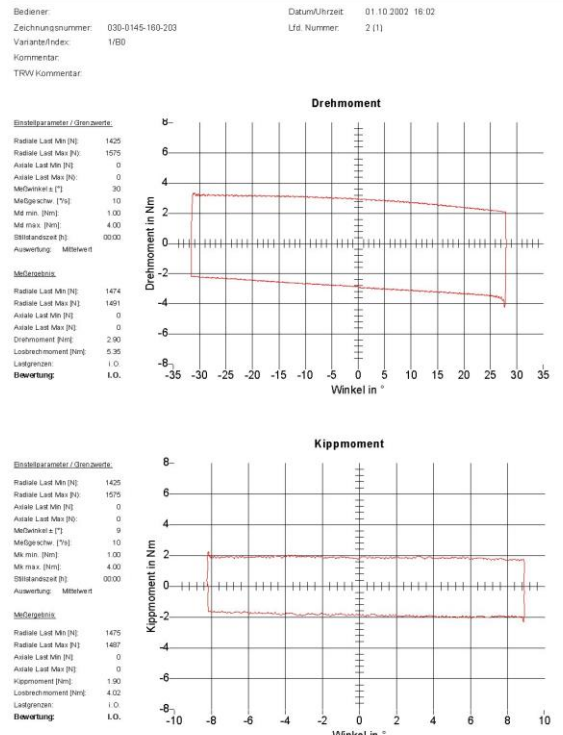 Bediener:
Datum/Uhrzeit: 01.10.2002 16:02
Zeichnungsnummer: 030-0145-160-203
Lfd. Nummer: 2 (1)
Variante/Index: 1/B0
Kommentar:
TRW Kommentar:
Drehmoment
Einstellparameter / Grenzwerte:
Radiale Last Min [N]: 1425
Radiale Last Max [N]: 1575
Axiale Last Min [N]: 0
Axiale Last Max [N]: 0
Meßwinkel ± [°]: 30
Meßgeschw. [°/s]: 10
Md min. [Nm]: 1.00
Md max. [Nm]: 4.00
Stillstandszeit [h]: 00:00
Auswertung: Mittelwert
Meßergebnis:
Radiale Last Min [N]: 1474
Radiale Last Max [N]: 1491
Axiale Last Min [N]: 0
Axiale Last Max [N]: 0
Drehmoment [Nm]: 2.90
Losbrechmoment [Nm]: 5.35
Lastgrenzen: i. O.
Bewertung: I.O.
Drehmoment in Nm
8
6
4
2
0
-2
-4
-6
-8
-35 -30 -25 -20 -15 -10 -5 0 5 10 15 20 25 30 35
Winkel in °
Kippmoment
Einstellparameter / Grenzwerte:
Radiale Last Min [N]: 1425
Radiale Last Max [N]: 1575
Axiale Last Min [N]: 0
Axiale Last Max [N]: 0
Meßwinkel ± [°]: 9
Meßgeschw. [°/s]: 10
Mk min. [Nm]: 1.00
Mk max. [Nm]: 4.00
Stillstandszeit [h]: 00:00
Auswertung: Mittelwert
Meßergebnis:
Radiale Last Min [N]: 1475
Radiale Last Max [N]: 1487
Axiale Last Min [N]: 0
Axiale Last Max [N]: 0
Kippmoment [Nm]: 1.90
Losbrechmoment [Nm]: 4.02
Lastgrenzen: i. O.
Bewertung: I.O.
Kippmoment in Nm
8
6
4
2
0
-2
-4
-6
-8
-10 -8 -6 -4 -2 0 2 4 6 8 10
Winkel in °